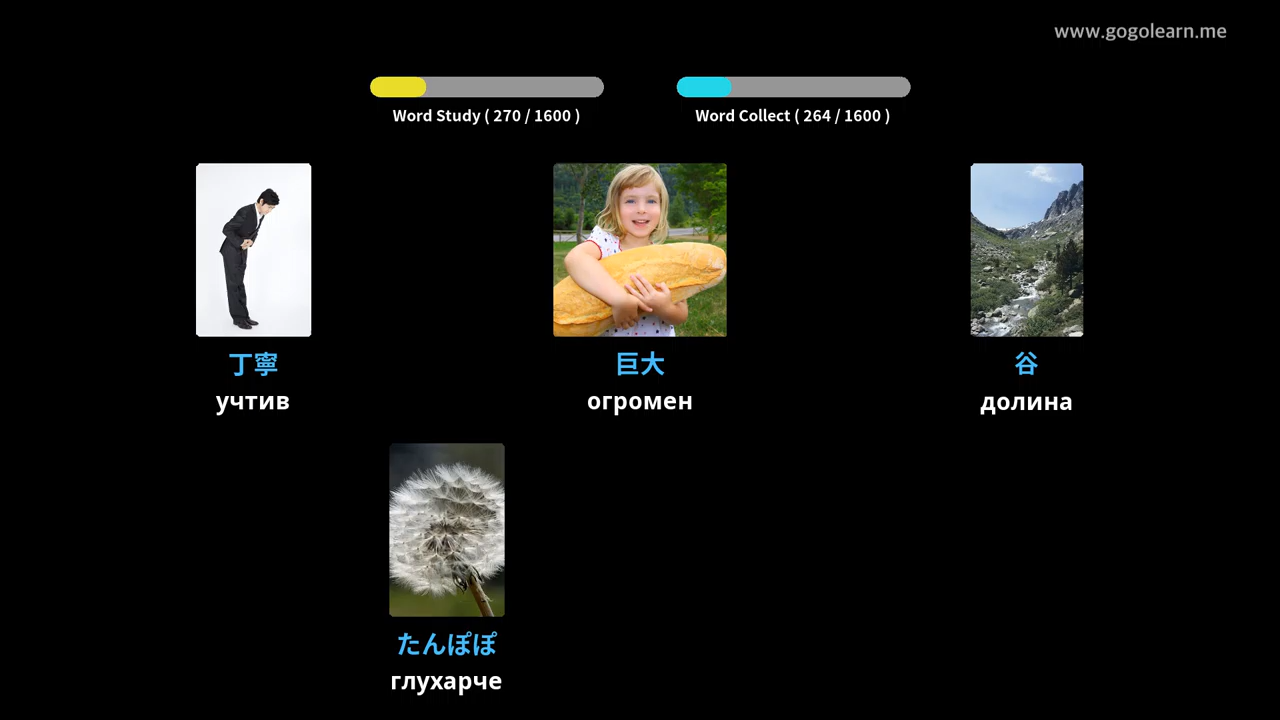 www.gogolearn.me
Word Study ( 270 / 1600 )
Word Collect ( 264 / 1600 )
丁寧
巨大
谷
учтив
огромен
долина
たんぽぽ
глухарче